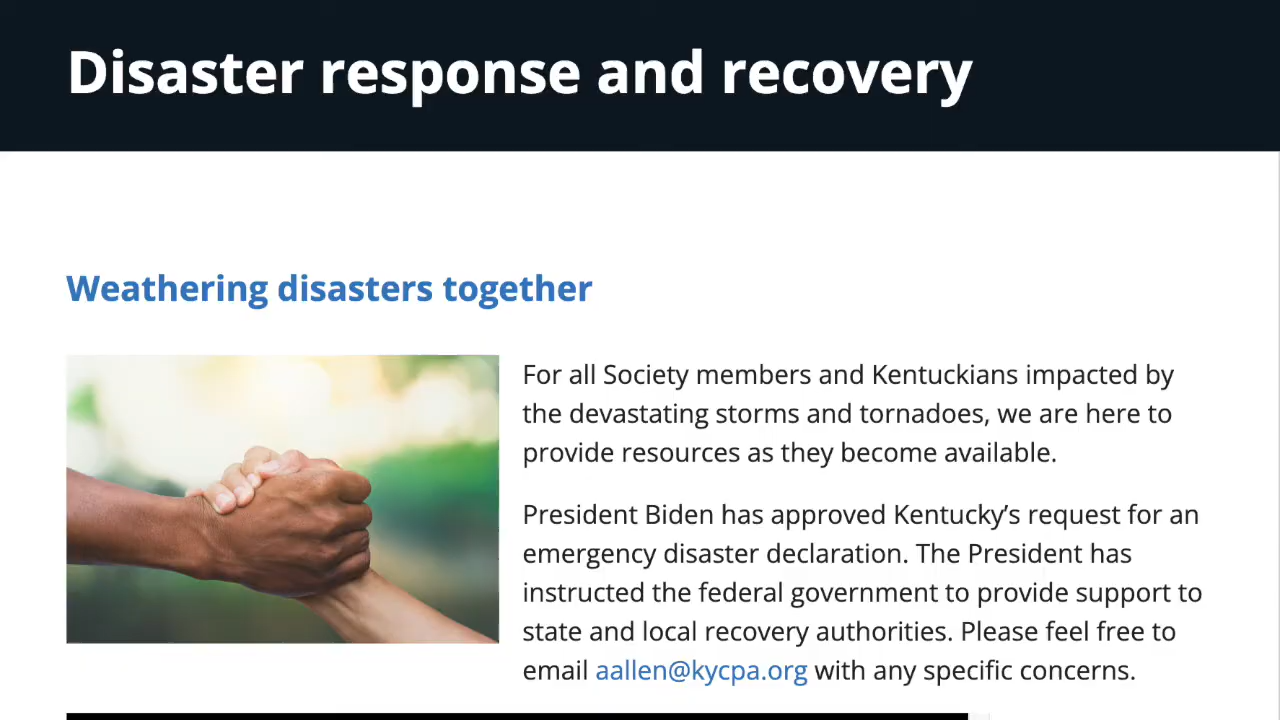 Disaster response and recovery
Weathering disasters together
For all Society members and Kentuckians impacted by
the devastating storms and tornadoes, we are here to
provide resources as they become available.
President Biden has approved Kentucky’s request for an
emergency disaster declaration. The President has
instructed the federal government to provide support to
state and local recovery authorities. Please feel free to
email aallen@kycpa.org with any specific concerns.